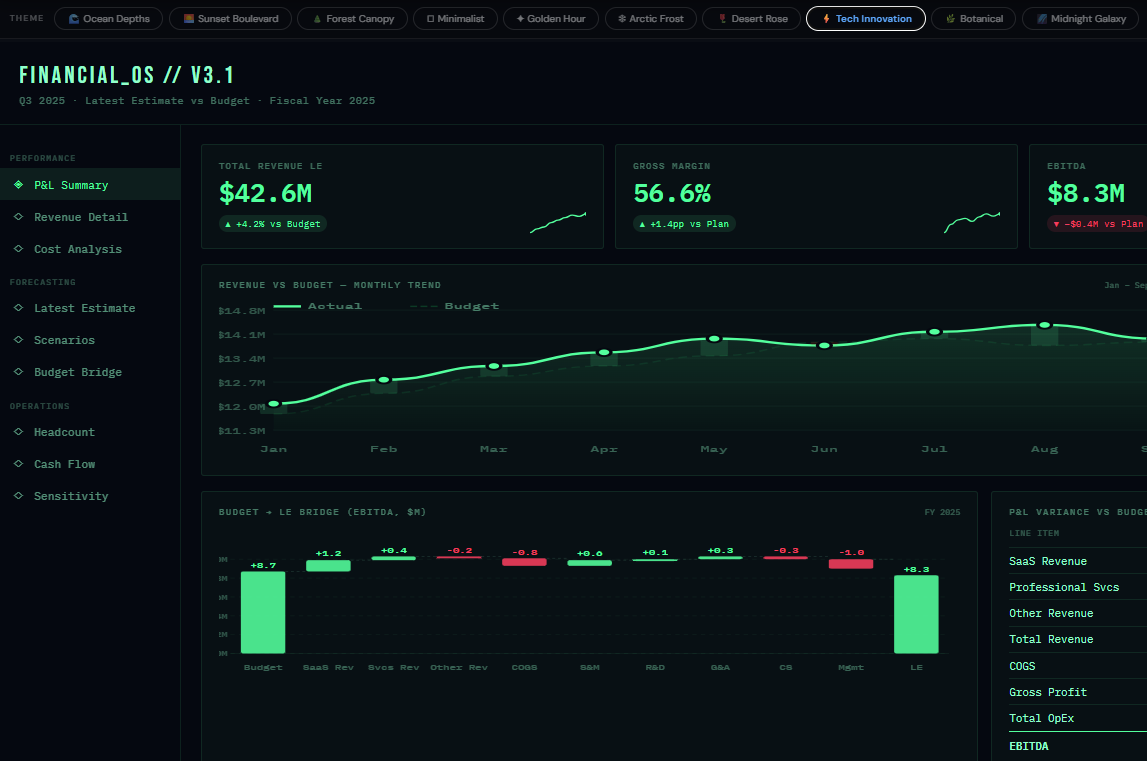 THEME
Ocean Depths
Sunset Boulevard
Forest Canopy
Minimalist
Golden Hour
Arctic Frost
Desert Rose
Tech Innovation
Botanical
Midnight Galaxy
FINANCIAL_OS // V3.1
Q3 2025 · Latest Estimate vs Budget · Fiscal Year 2025
PERFORMANCE
P&L Summary
Revenue Detail
Cost Analysis
FORECASTING
Latest Estimate
Scenarios
Budget Bridge
OPERATIONS
Headcount
Cash Flow
Sensitivity
TOTAL REVENUE LE
$42.6M
▲ +4.2% vs Budget
GROSS MARGIN
56.6%
▲ +1.4pp vs Plan
EBITDA
$8.3M
▼ −$0.4M vs Plan
REVENUE VS BUDGET — MONTHLY TREND
Jan – Sep
Actual Budget
$14.8M
$14.1M
$13.4M
$12.7M
$12.0M
$11.3M
Jan Feb Mar Apr May Jun Jul Aug S
BUDGET → LE BRIDGE (EBITDA, $M)
FY 2025
+8.7 +1.2 +0.4 -0.2 -0.8 +0.6 +0.1 +0.3 -0.3 -1.0 +8.3
Budget SaaS Rev Svcs Rev Other Rev COGS S&M R&D G&A CS Mgmt LE
P&L VARIANCE VS BUDGE
LINE ITEM
SaaS Revenue
Professional Svcs
Other Revenue
Total Revenue
COGS
Gross Profit
Total OpEx
EBITDA